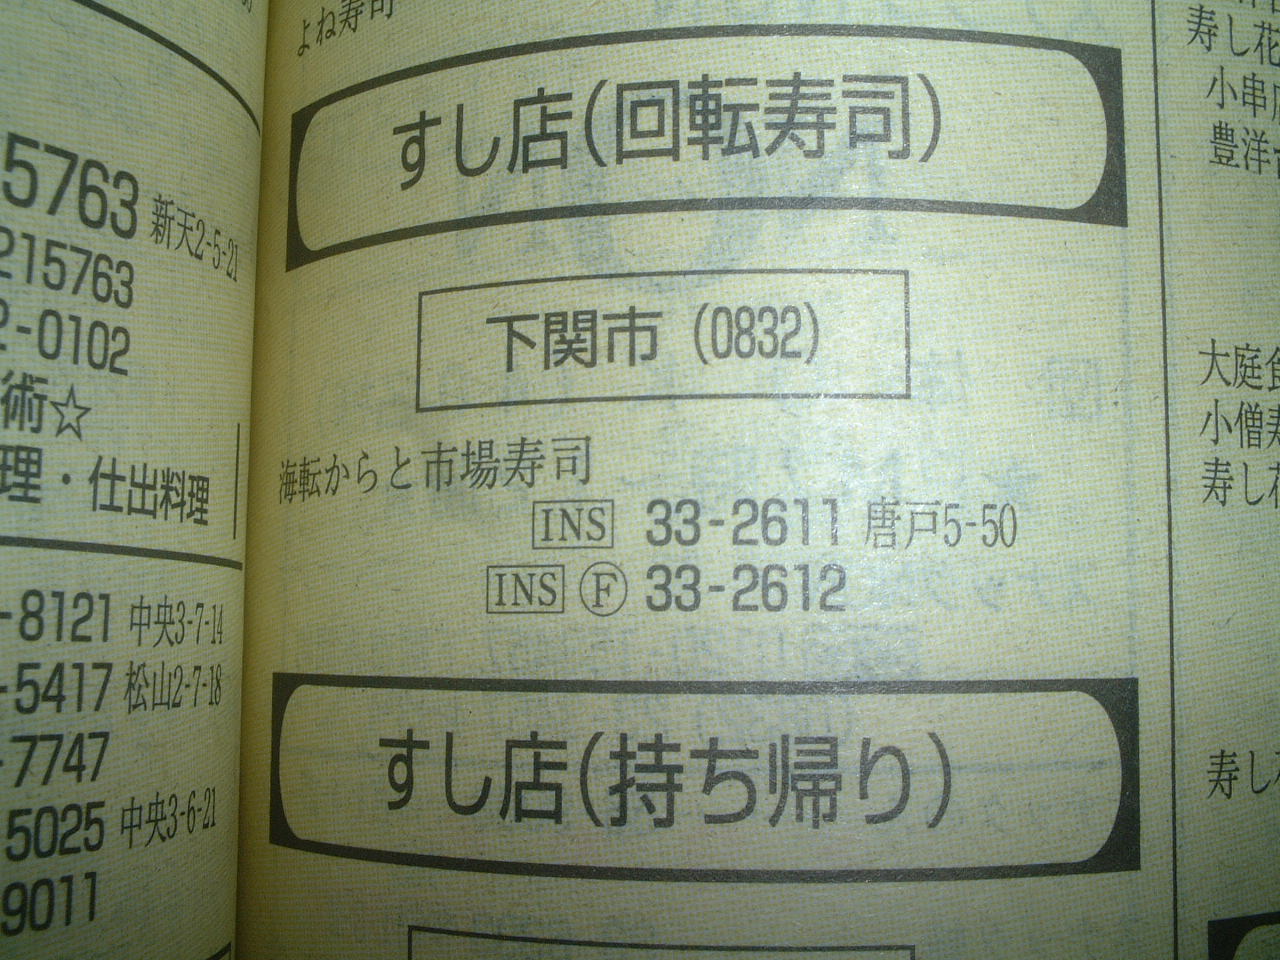 5763 新天2-5-21
215763
2-0102
術☆
理・仕出料理
-8121 中央3-7-14
-5417 松山2-7-18
-7747
5025 中央3-6-21
9011
よね寿司
すし店(回転寿司)
下関市 (0832)
海転からと市場寿司
INS 33-2611 唐戸5-50
INS F 33-2612
すし店(持ち帰り)
寿し花
小串
豊洋
大庭食
小僧寿
寿し花
寿し